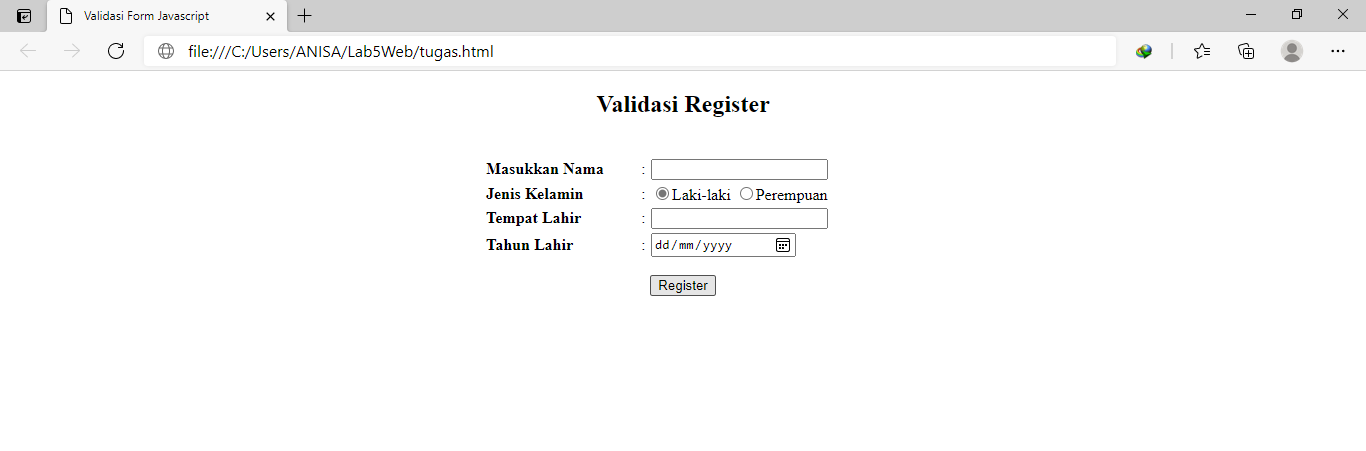 Validasi Form Javascript
file:///C:/Users/ANISA/Lab5Web/tugas.html
Validasi Register
Masukkan Nama :
Jenis Kelamin : Laki-laki Perempuan
Tempat Lahir :
Tahun Lahir : dd/mm/yyyy
Register